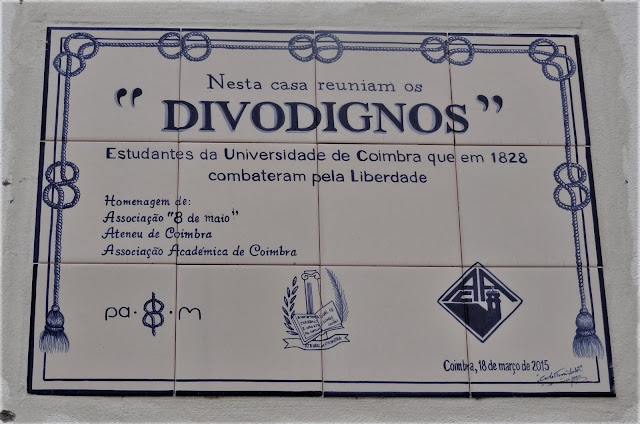 Nesta casa reuniam os
"DIVODIGNOS"
Estudantes da Universidade de Coimbra que em 1828
combateram pela Liberdade
Homenagem de:
Associação "8 de maio"
Ateneu de Coimbra
Associação Académica de Coimbra
pa·8·m
Coimbra, 18 de março de 2015